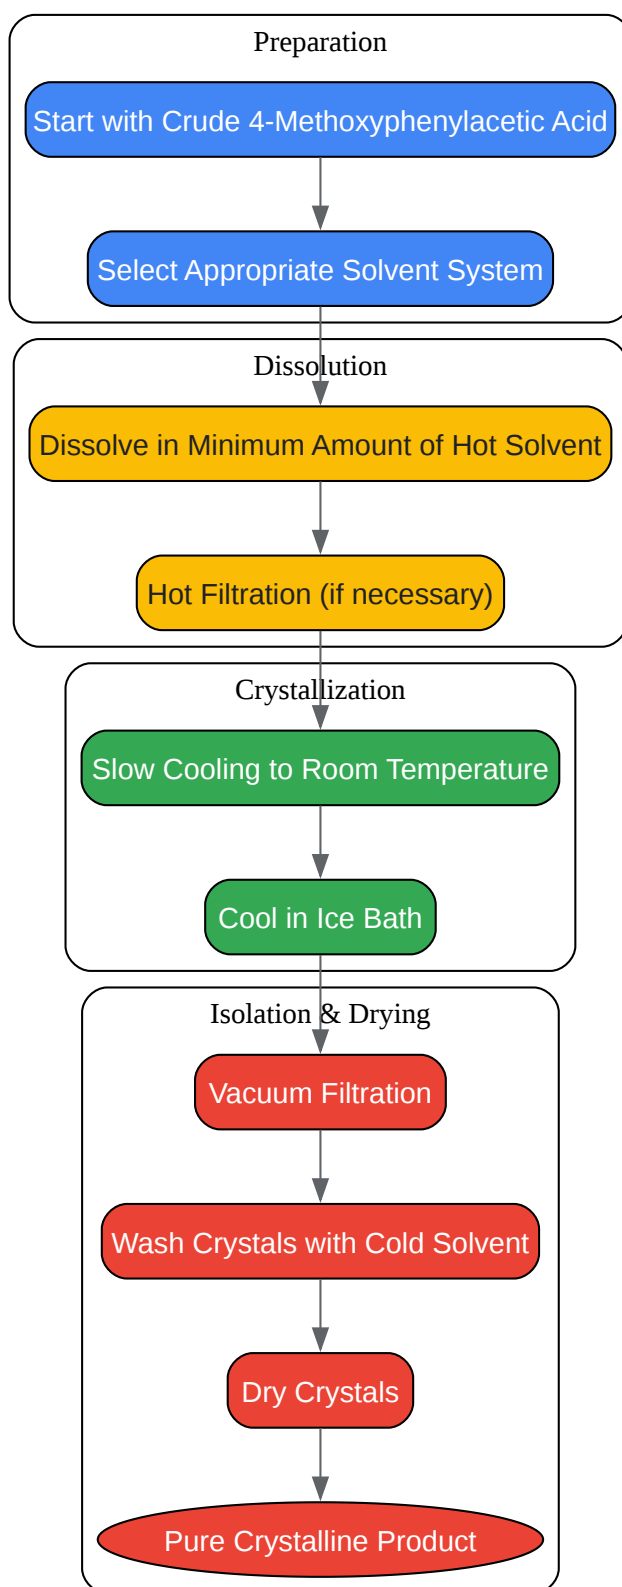 Preparation
Start with Crude 4-Methoxyphenylacetic Acid
Select Appropriate Solvent System
Dissolution
Dissolve in Minimum Amount of Hot Solvent
Hot Filtration (if necessary)
Crystallization
Slow Cooling to Room Temperature
Cool in Ice Bath
Isolation & Drying
Vacuum Filtration
Wash Crystals with Cold Solvent
Dry Crystals
Pure Crystalline Product